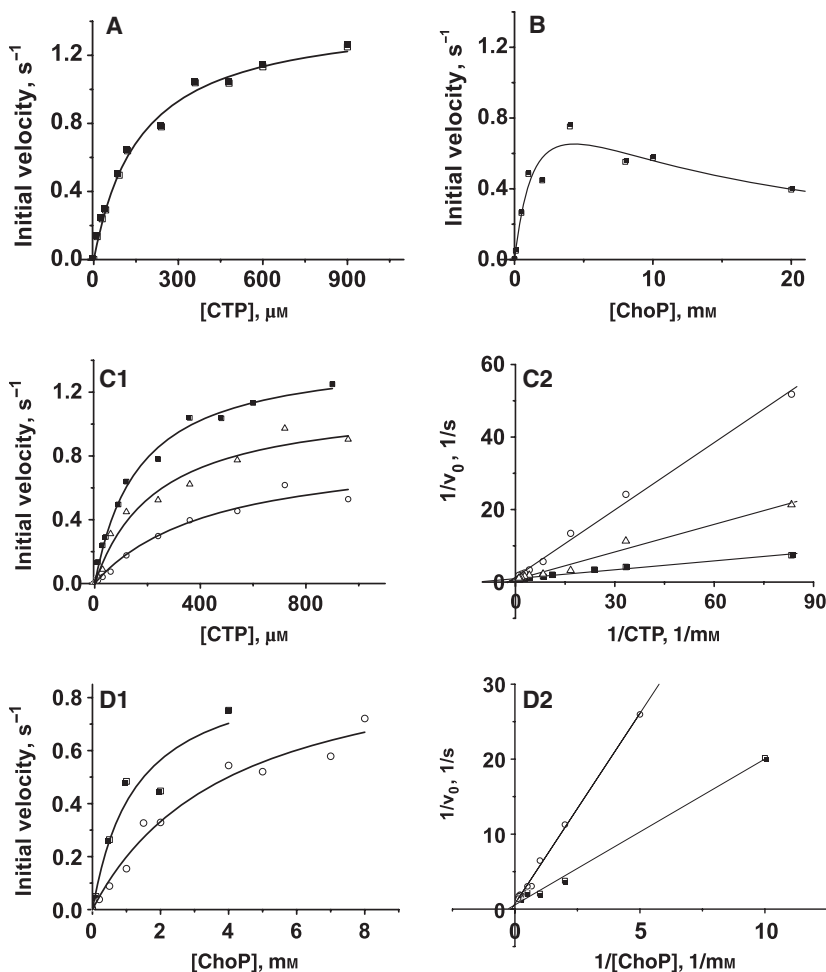 A
Initial velocity, s⁻¹
1.2
0.8
0.4
0.0
0 300 600 900
[CTP], μM
B
Initial velocity, s⁻¹
1.2
0.8
0.4
0.0
0 10 20
[ChoP], mM
C1
Initial velocity, s⁻¹
1.2
0.8
0.4
0.0
0 400 800
[CTP], μM
C2
1/v₀, 1/s
60
40
20
0
0 30 60 90
1/CTP, 1/mM
D1
Initial velocity, s⁻¹
0.8
0.6
0.4
0.2
0.0
0 2 4 6 8
[ChoP], mM
D2
1/v₀, 1/s
30
20
10
0
0 5 10
1/[ChoP], 1/mM